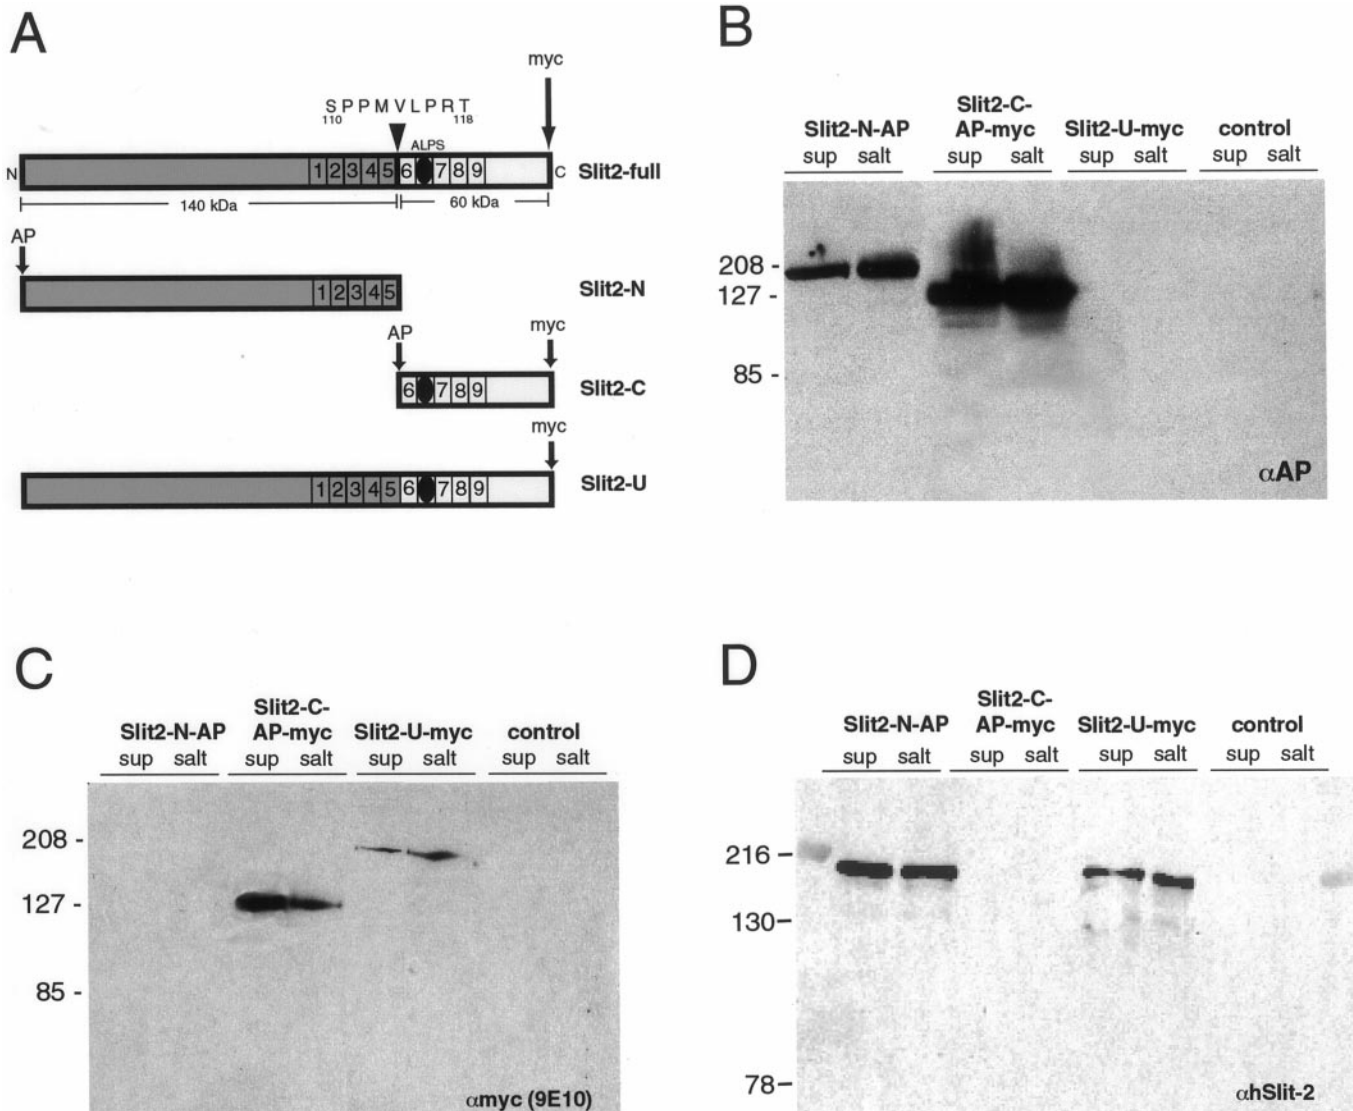 A
myc
S P P M V L P R T
110 118
ALPS
N 1 2 3 4 5 6 7 8 9 C Slit2-full
140 kDa 60 kDa
AP
1 2 3 4 5 Slit2-N
AP myc
6 7 8 9 Slit2-C
myc
1 2 3 4 5 6 7 8 9 Slit2-U
B
Slit2-C-
Slit2-N-AP AP-myc Slit2-U-myc control
sup salt sup salt sup salt sup salt
208 -
127 -
85 -
αAP
C
Slit2-C-
Slit2-N-AP AP-myc Slit2-U-myc control
sup salt sup salt sup salt sup salt
208 -
127 -
85 -
αmyc (9E10)
D
Slit2-C-
Slit2-N-AP AP-myc Slit2-U-myc control
sup salt sup salt sup salt sup salt
216 –
130 –
78 –
αhSlit-2